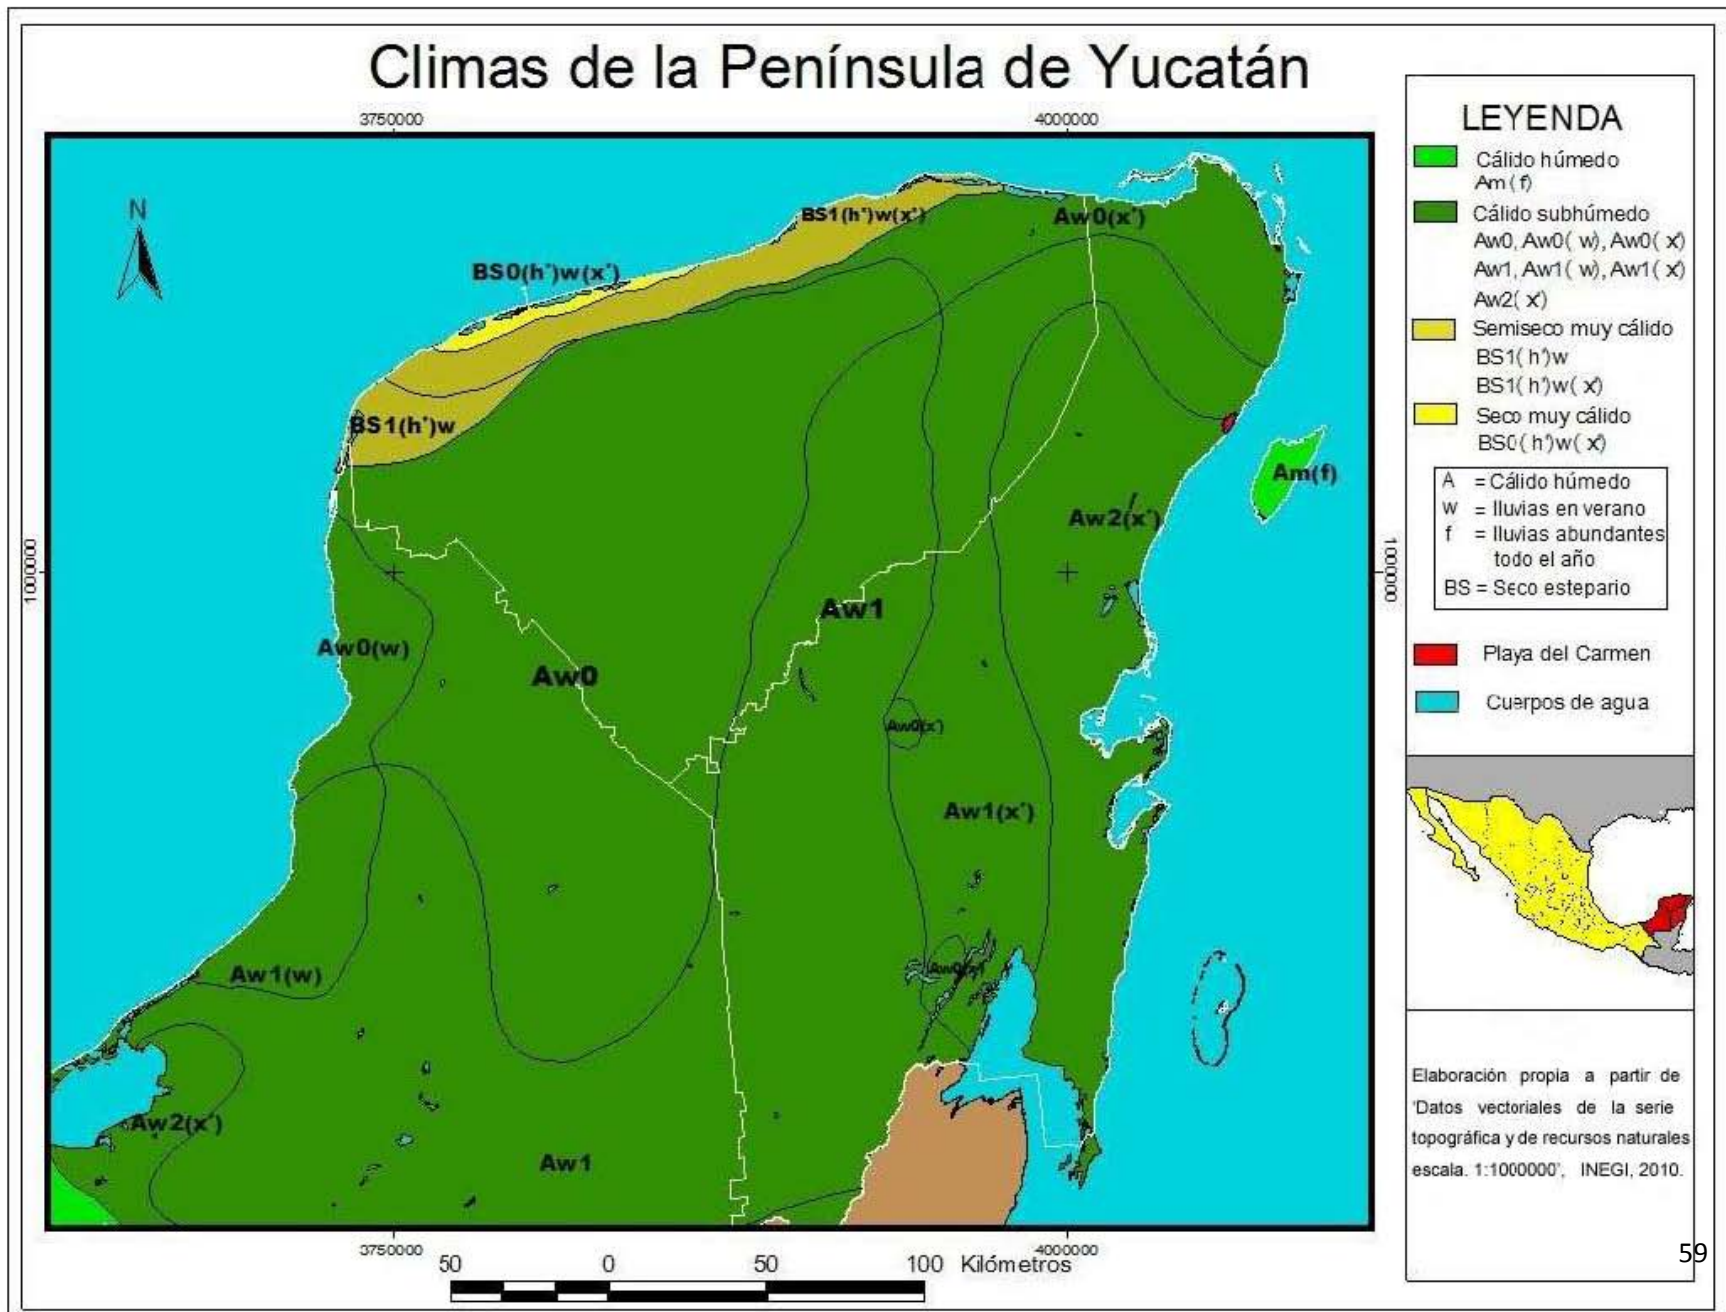 Climas de la Península de Yucatán
3750000
4000000
N
BS1(h')w(x')
Aw0(x')
BS0(h')w(x')
BS1(h')w
Am(f)
Aw2(x')
1000000
1000000
Aw1
Aw0(w)
Aw0
Aw0(x')
Aw1(x')
Aw1(w)
Aw2(x')
Aw1
3750000
4000000
50 0 50 100 Kilómetros
LEYENDA
Cálido húmedo
Am(f)
Cálido subhúmedo
Aw0, Aw0(w), Aw0(x')
Aw1, Aw1(w), Aw1(x')
Aw2(x')
Semiseco muy cálido
BS1(h')w
BS1(h')w(x')
Seco muy cálido
BS0(h')w(x')
A = Cálido húmedo
w = lluvias en verano
f = lluvias abundantes
todo el año
BS = Seco estepario
Playa del Carmen
Cuerpos de agua
Elaboración propia a partir de
'Datos vectoriales de la serie
topográfica y de recursos naturales
escala. 1:1000000', INEGI, 2010.
59